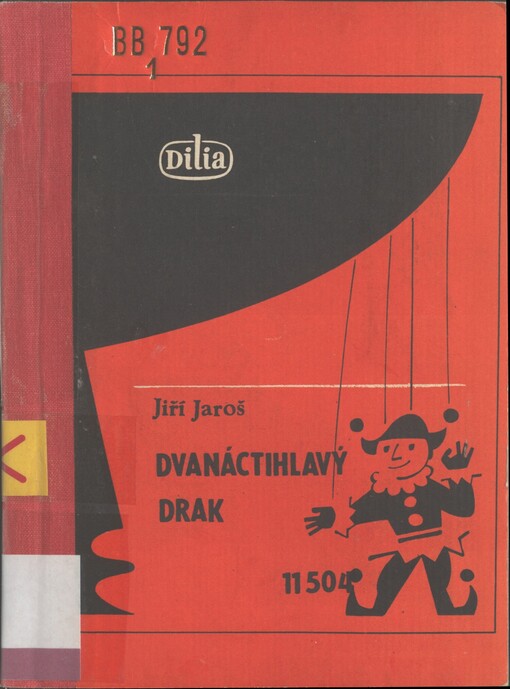 BB 792
1
Dilia
Jiří Jaroš
DVANÁCTIHLAVÝ
DRAK
11504